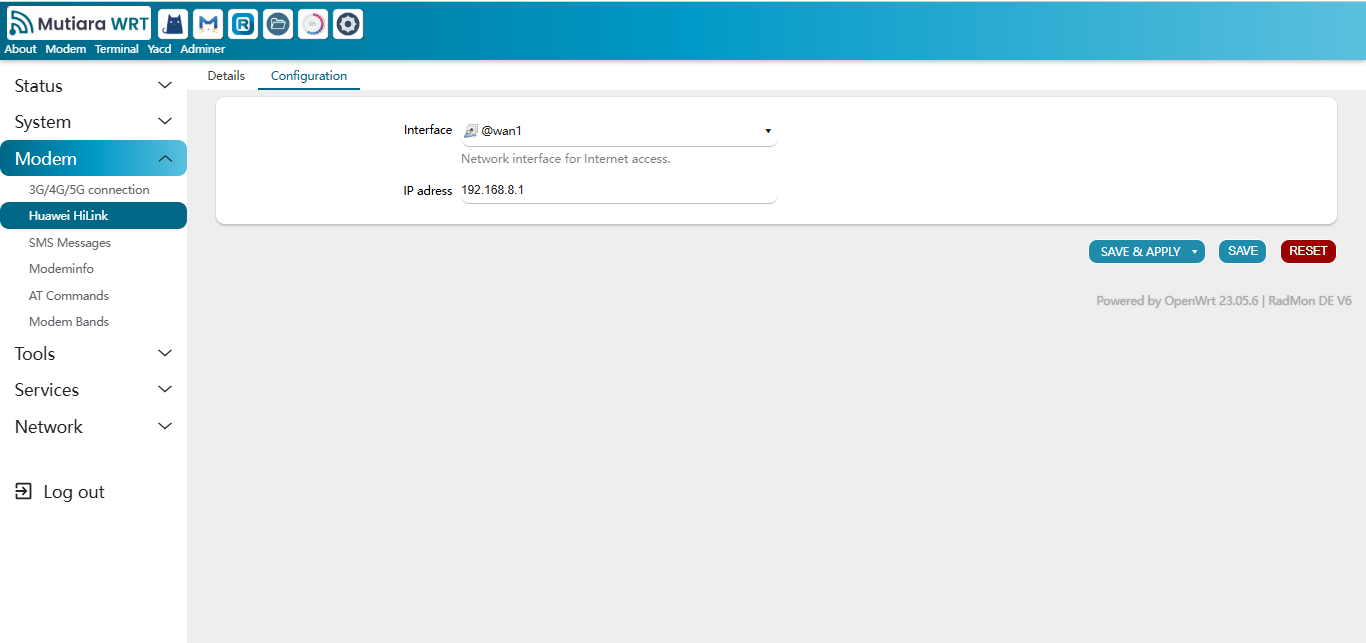 Mutiara WRT
About Modem Terminal Yacd Adminer
Status
System
Modem
3G/4G/5G connection
Huawei HiLink
SMS Messages
Modeminfo
AT Commands
Modem Bands
Tools
Services
Network
Log out
Details Configuration
Interface @wan1
Network interface for Internet access.
IP adress 192.168.8.1
SAVE & APPLY SAVE RESET
Powered by OpenWrt 23.05.6 | RadMon DE V6